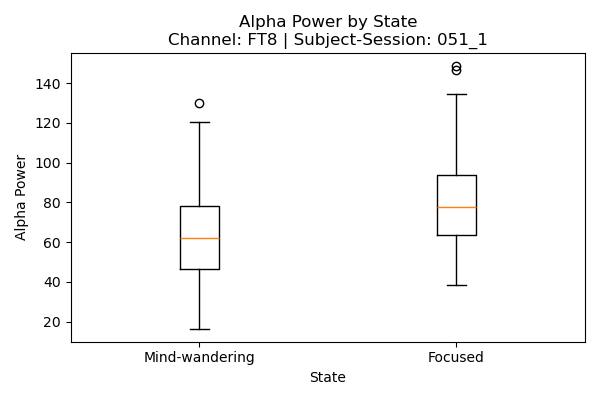 Alpha Power by State
Channel: FT8 | Subject-Session: 051_1
Alpha Power
140
120
100
80
60
40
20
Mind-wandering Focused
State